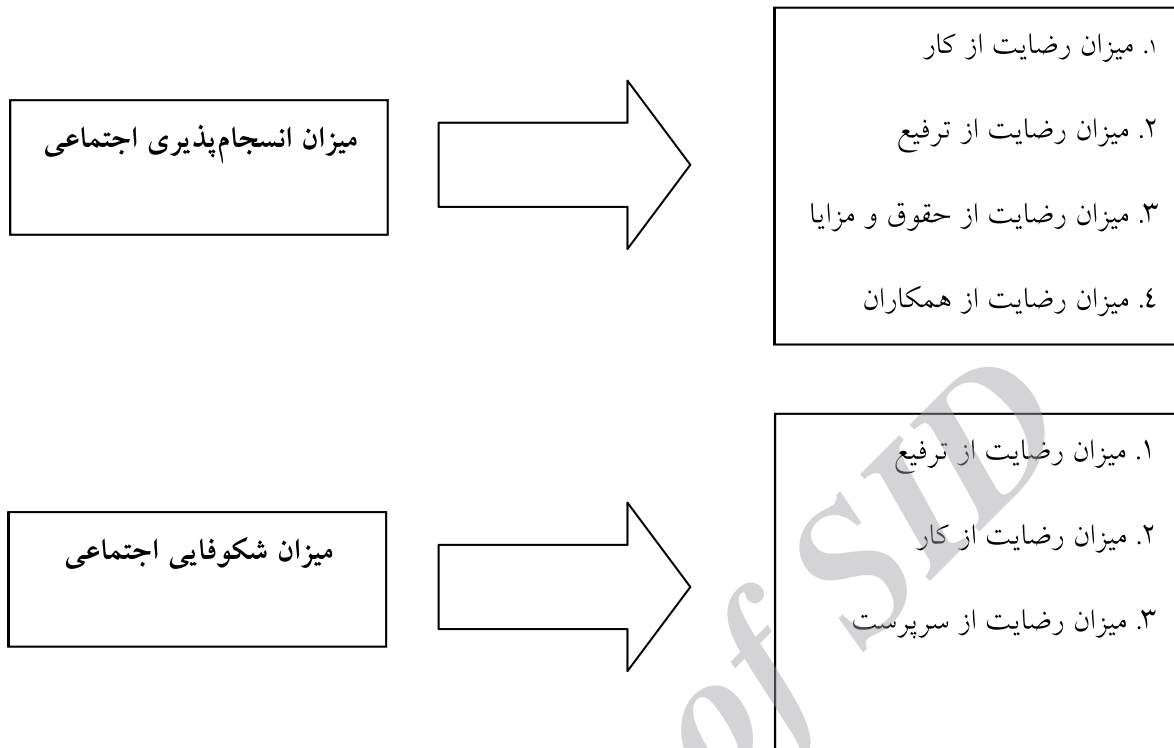 ۱. میزان رضایت از کار
۲. میزان رضایت از ترفیع
۳. میزان رضایت از حقوق و مزایا
٤. میزان رضایت از همکاران
میزان انسجام‌پذیری اجتماعی
۱. میزان رضایت از ترفیع
۲. میزان رضایت از کار
۳. میزان رضایت از سرپرست
میزان شکوفایی اجتماعی
of SID